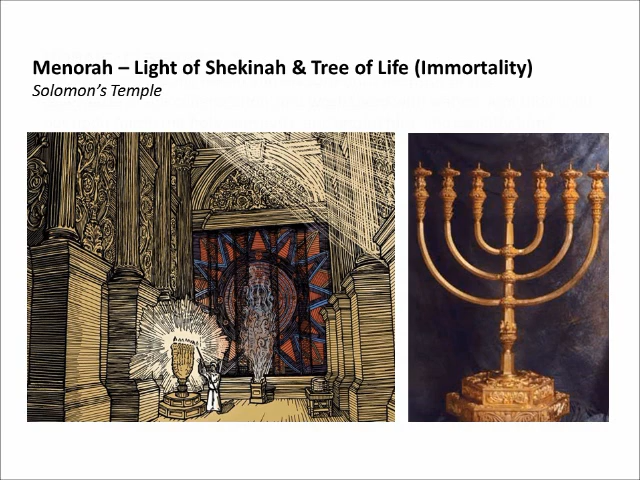 Menorah – Light of Shekinah & Tree of Life (Immortality)
Solomon's Temple